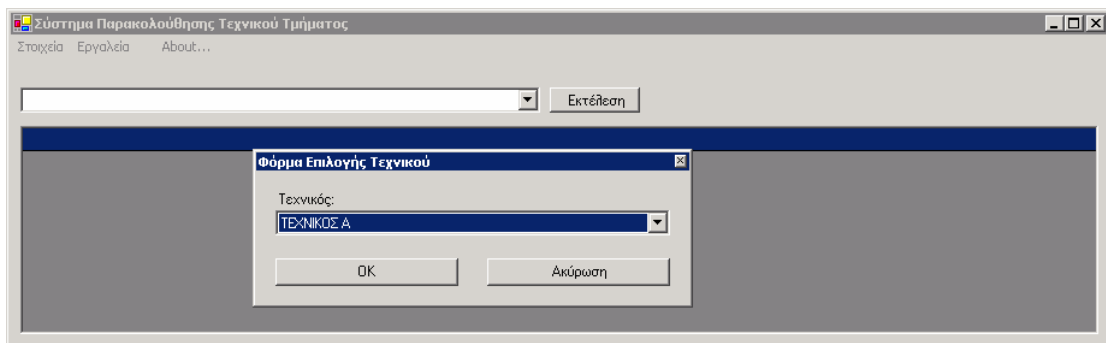 Σύστημα Παρακολούθησης Τεχνικού Τμήματος
Στοιχεία Εργαλεία About...
Εκτέλεση
Φόρμα Επιλογής Τεχνικού
Τεχνικός:
ΤΕΧΝΙΚΟΣ Α
OK Ακύρωση